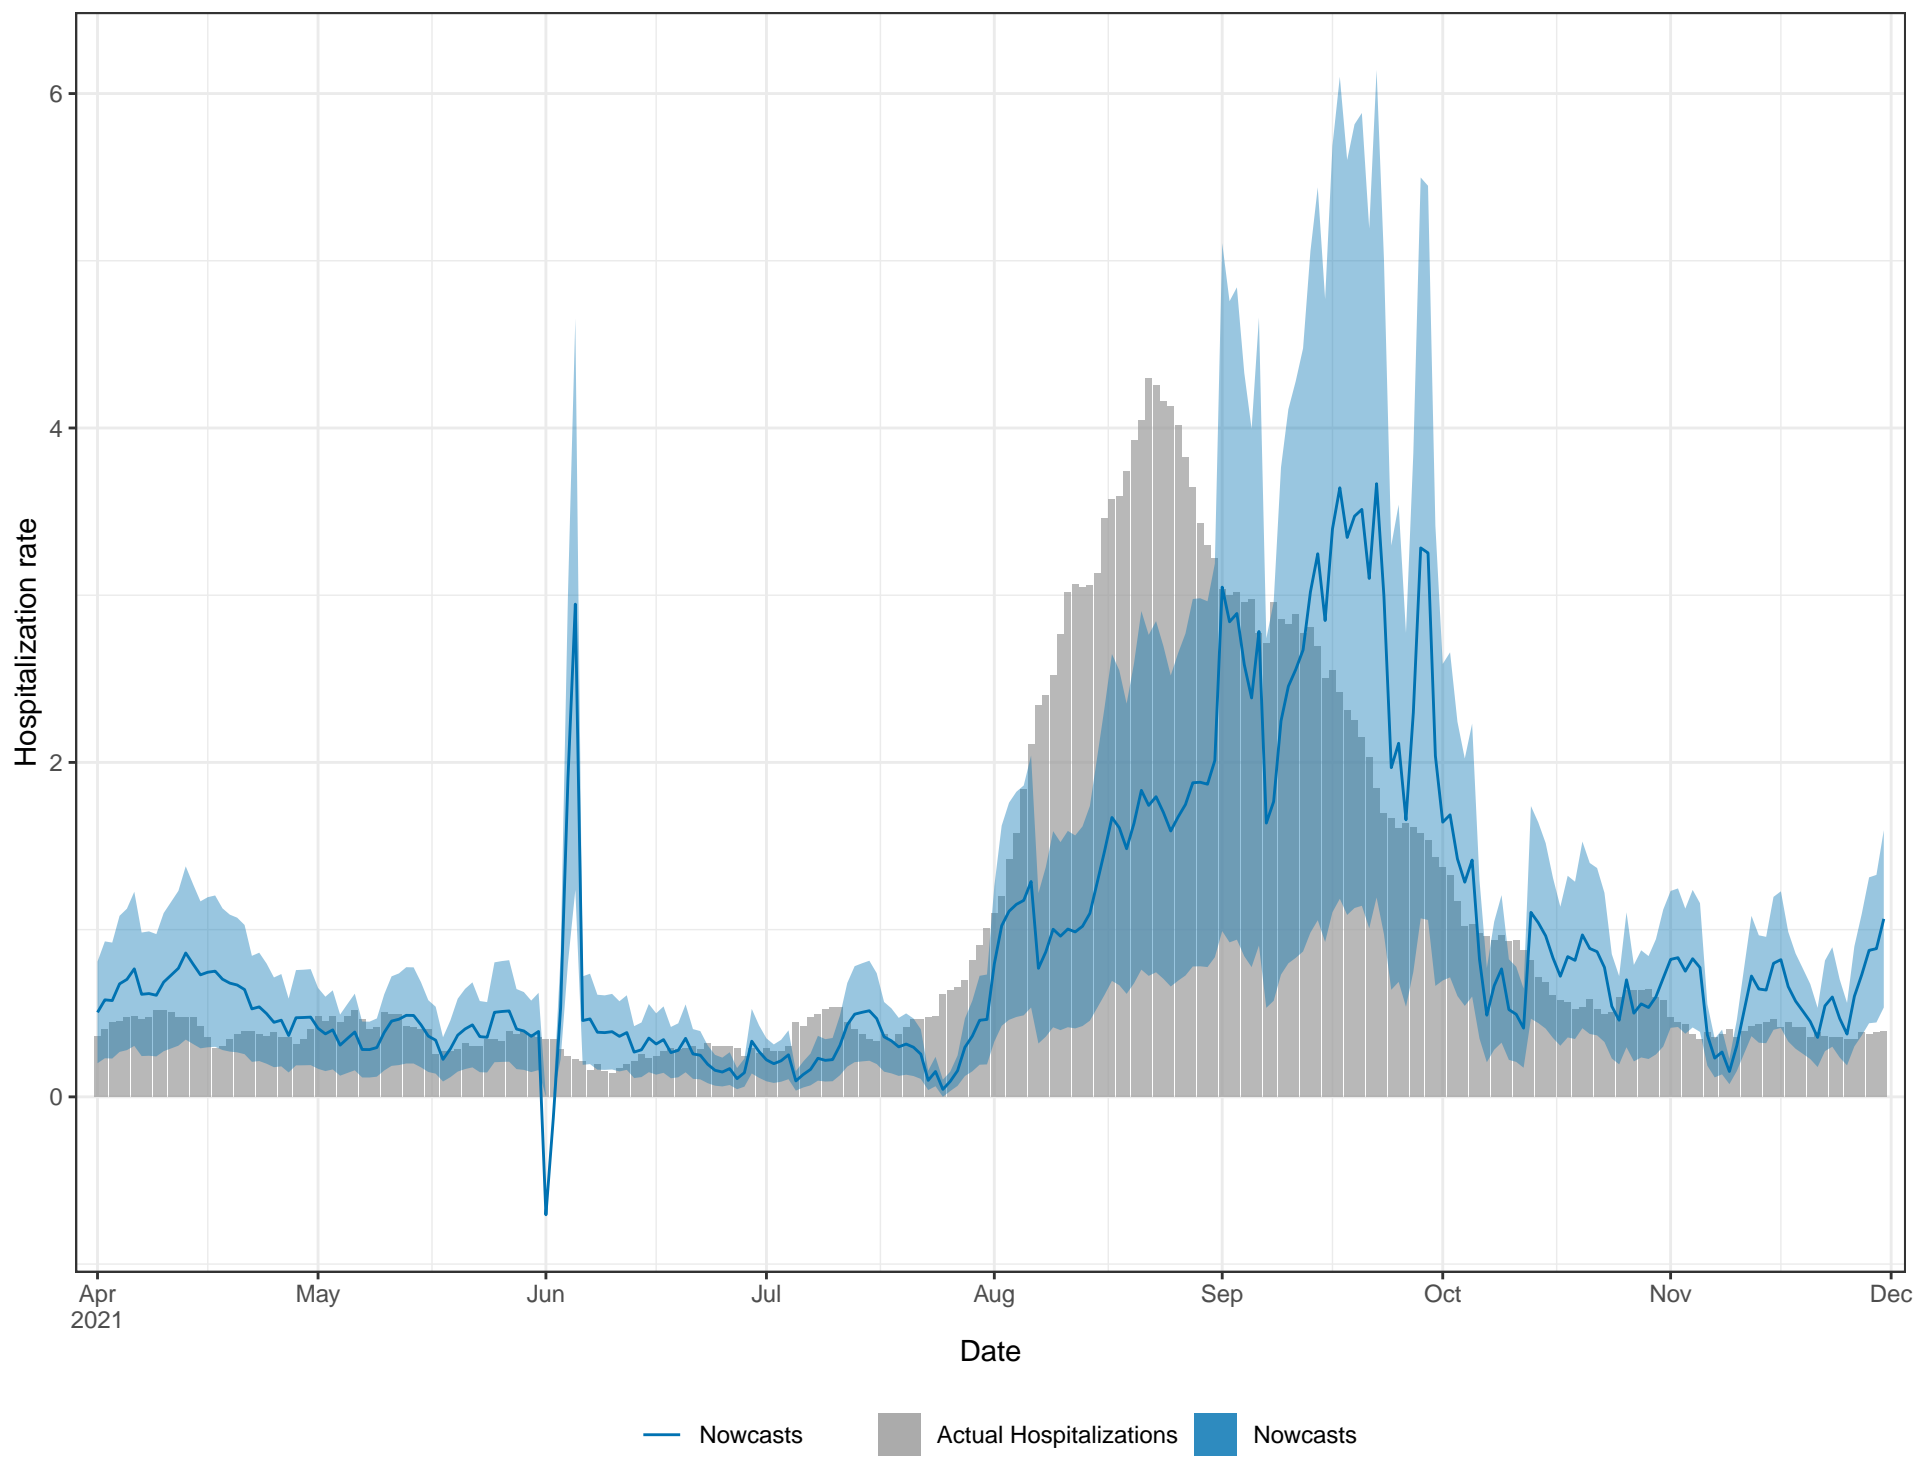 Hospitalization rate
6
4
2
0
Apr May Jun Jul Aug Sep Oct Nov Dec
2021
Date
Nowcasts Actual Hospitalizations Nowcasts